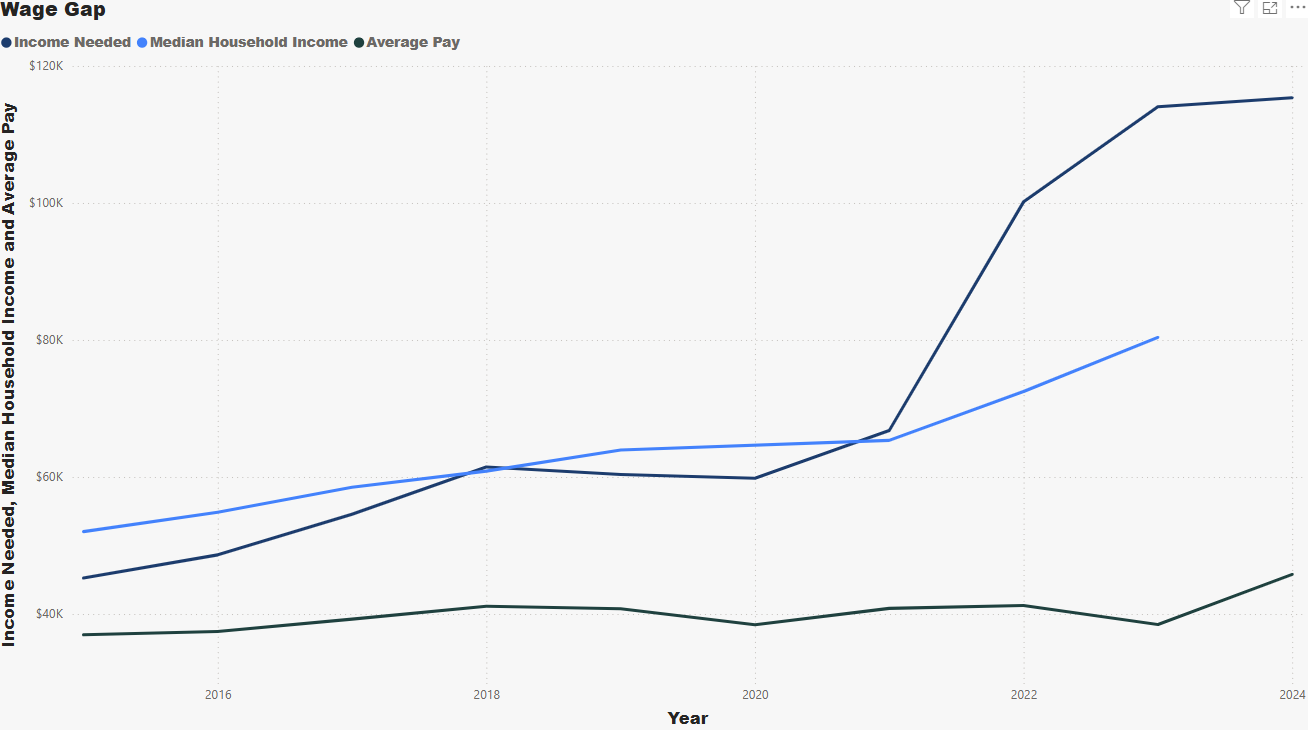 Wage Gap
Income Needed Median Household Income Average Pay
$120K
$100K
$80K
$60K
$40K
Income Needed, Median Household Income and Average Pay
2016 2018 2020 2022 2024
Year